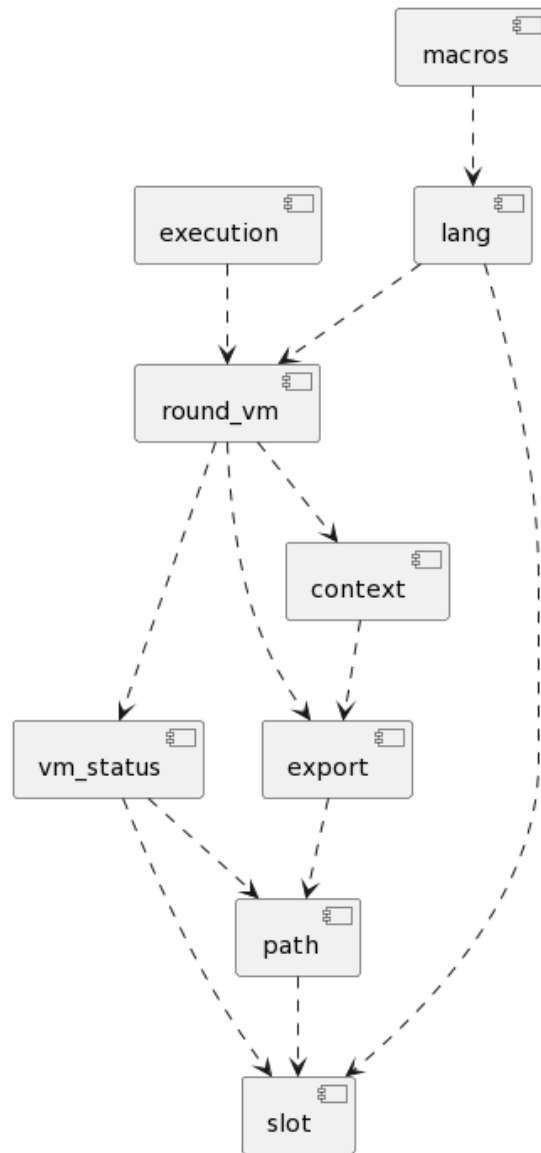 macros
execution
lang
round_vm
context
vm_status
export
path
slot